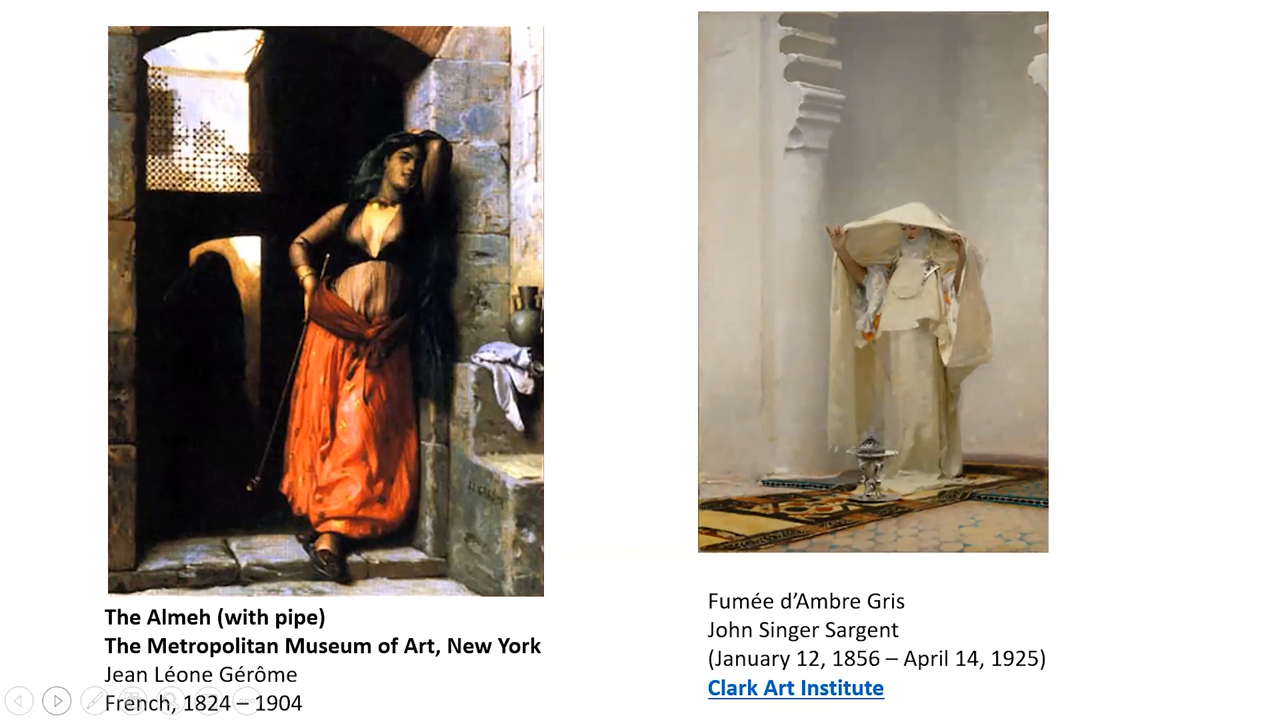 The Almeh (with pipe)
The Metropolitan Museum of Art, New York
Jean Léone Gérôme
French, 1824 – 1904
Fumée d’Ambre Gris
John Singer Sargent
(January 12, 1856 – April 14, 1925)
Clark Art Institute